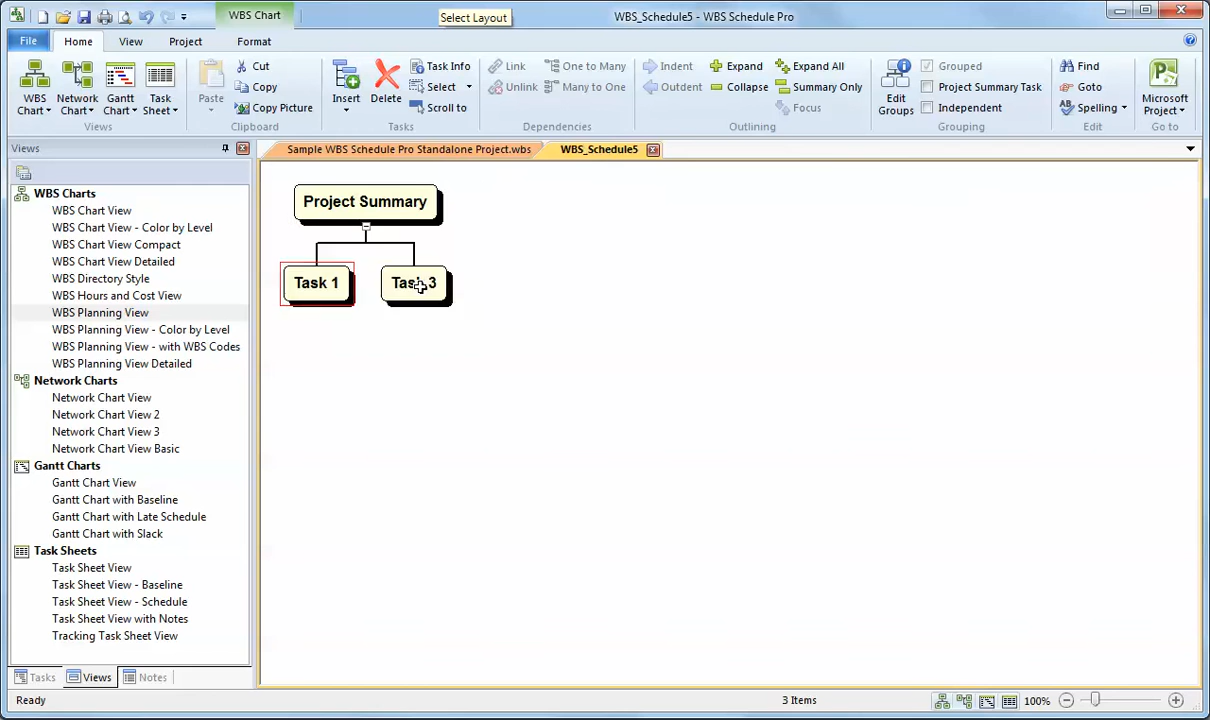 WBS Chart
Select Layout
WBS_Schedule5 - WBS Schedule Pro
File
Home
View
Project
Format
WBS Chart
Network Chart
Gantt Chart
Task Sheet
Views
Paste
Cut
Copy
Copy Picture
Clipboard
Insert
Delete
Task Info
Select
Scroll to
Tasks
Link
Unlink
One to Many
Many to One
Dependencies
Indent
Outdent
Expand
Collapse
Expand All
Summary Only
Focus
Outlining
Edit Groups
Grouped
Project Summary Task
Independent
Grouping
Find
Goto
Spelling
Edit
Microsoft Project
Go to
Views
Sample WBS Schedule Pro Standalone Project.wbs
WBS_Schedule5
WBS Charts
WBS Chart View
WBS Chart View - Color by Level
WBS Chart View Compact
WBS Chart View Detailed
WBS Directory Style
WBS Hours and Cost View
WBS Planning View
WBS Planning View - Color by Level
WBS Planning View - with WBS Codes
WBS Planning View Detailed
Network Charts
Network Chart View
Network Chart View 2
Network Chart View 3
Network Chart View Basic
Gantt Charts
Gantt Chart View
Gantt Chart with Baseline
Gantt Chart with Late Schedule
Gantt Chart with Slack
Task Sheets
Task Sheet View
Task Sheet View - Baseline
Task Sheet View - Schedule
Task Sheet View with Notes
Tracking Task Sheet View
Project Summary
Task 1
Task 3
Tasks
Views
Notes
Ready
3 Items
100%